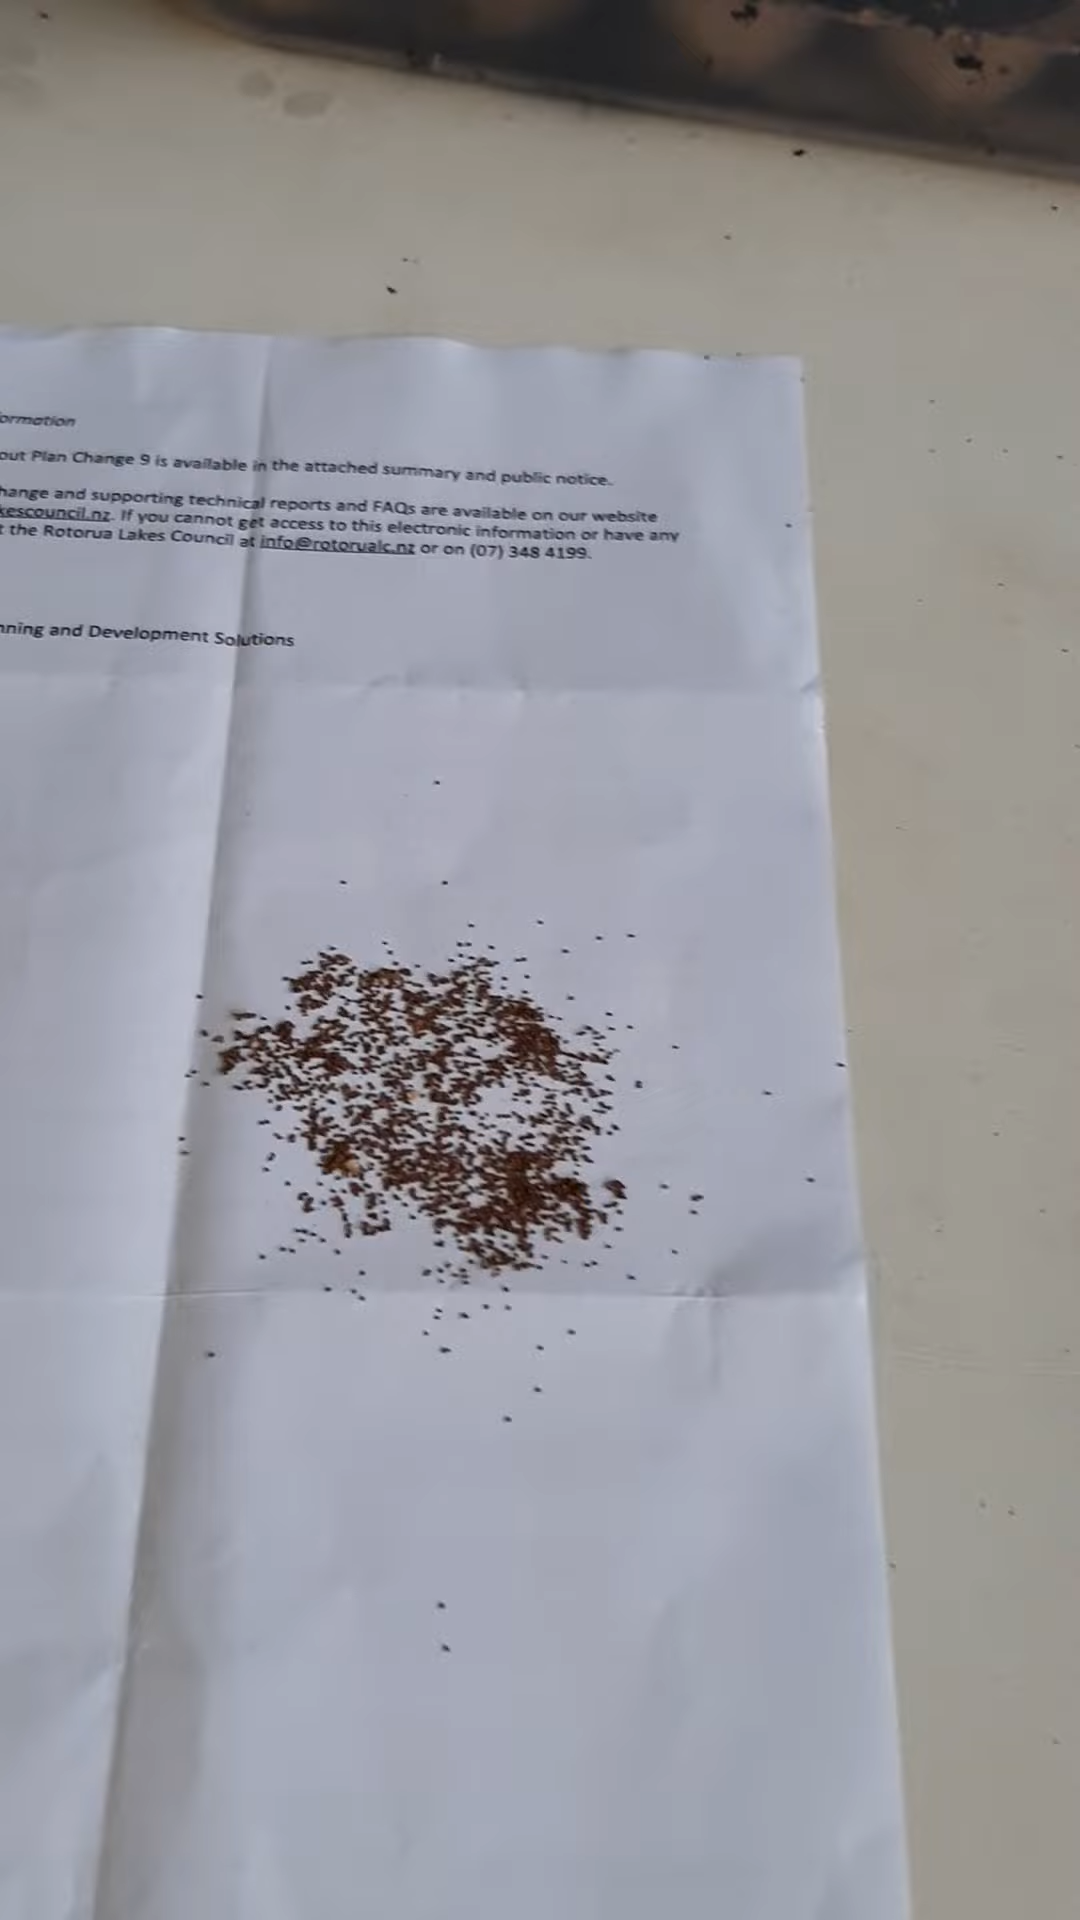 ormation
out Plan Change 9 is available in the attached summary and public notice.
hange and supporting technical reports and FAQs are available on our website
kescouncil.nz. If you cannot get access to this electronic information or have any
t the Rotorua Lakes Council at info@rotorualc.nz or on (07) 348 4199.
nning and Development Solutions